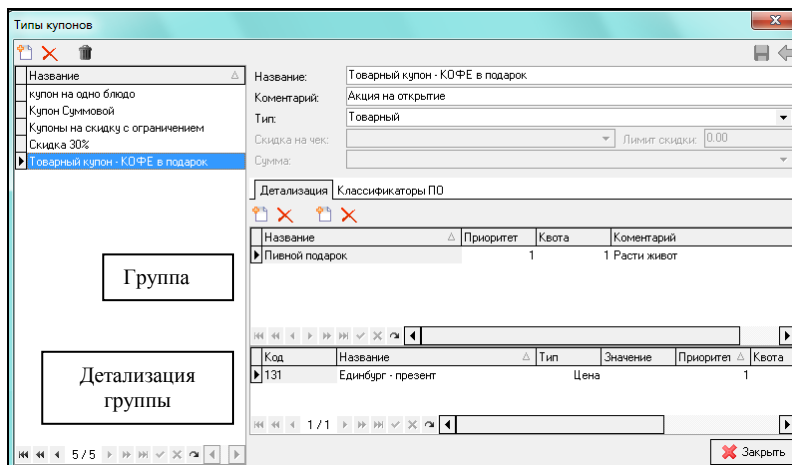 Типы купонов
Название
купон на одно блюдо
Купон Суммовой
Купоны на скидку с ограничением
Скидка 30%
Товарный купон - КОФЕ в подарок
5 / 5
Название: Товарный купон - КОФЕ в подарок
Коментарий: Акция на открытие
Тип: Товарный
Скидка на чек: Лимит скидки: 0.00
Сумма:
Детализация Классификаторы ПО
Название Приоритет Квота Коментарий
Пивной подарок 1 1 Расти живот
Группа
Код Название Тип Значение Приоритет Квота
131 Единбург - презент Цена 1
Детализация
группы
1 / 1
Закрыть